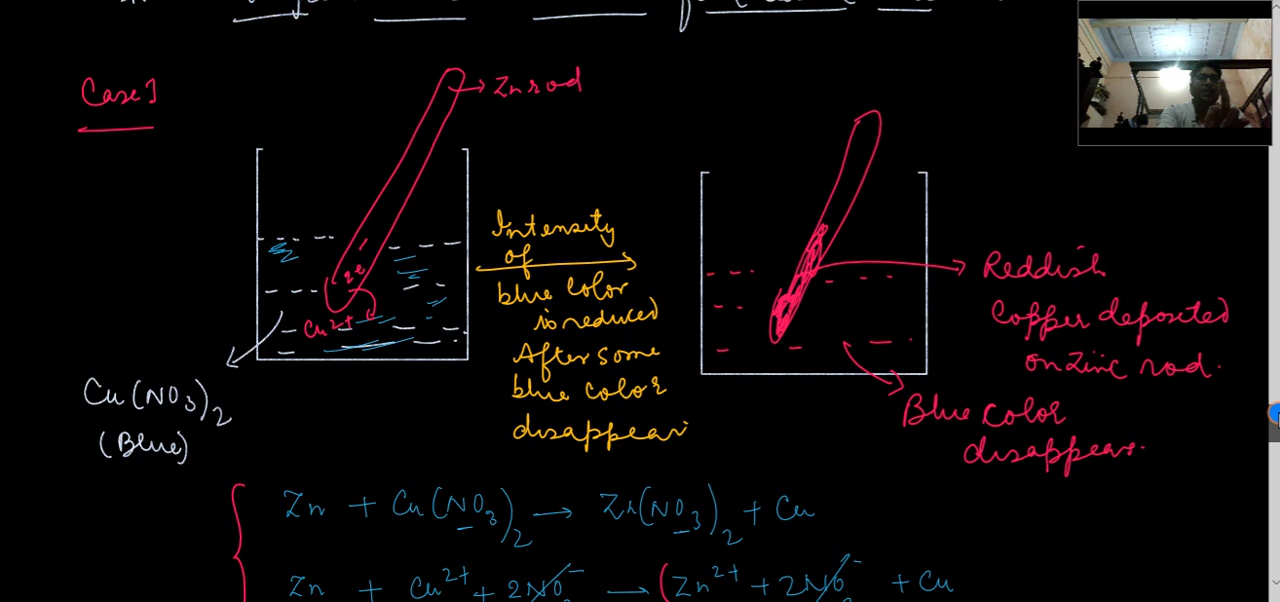 Case 1
→ Zn rod
2e-
Cu2+
Cu(NO3)2
(Blue)
Intensity
of
blue color
is reduced
After some
blue color
disappear
Reddish
Copper deposited
on Zinc rod.
Blue Color
disappears.
Zn + Cu(NO3)2 → Zn(NO3)2 + Cu
Zn + Cu2+ + 2NO3- → (Zn2+ + 2NO3- + Cu